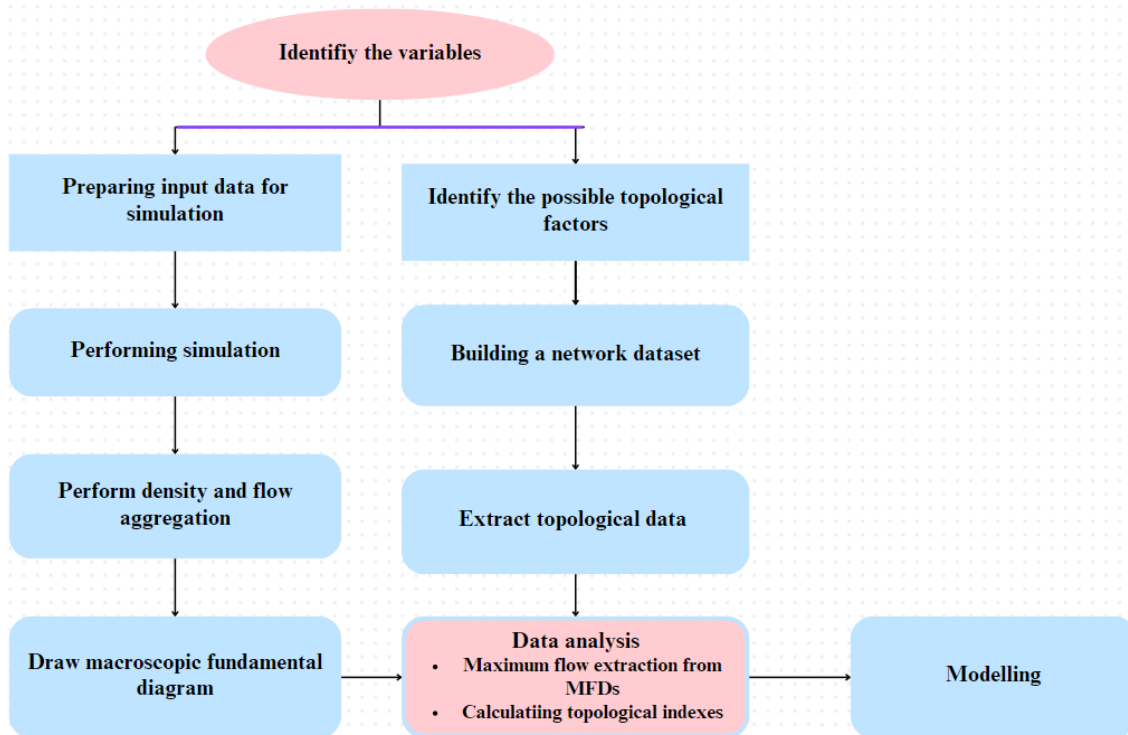 Identifiy the variables
Preparing input data for
simulation
Identify the possible topological
factors
Performing simulation
Building a network dataset
Perform density and flow
aggregation
Extract topological data
Draw macroscopic fundamental
diagram
Data analysis
• Maximum flow extraction from
MFDs
• Calculatiing topological indexes
Modelling